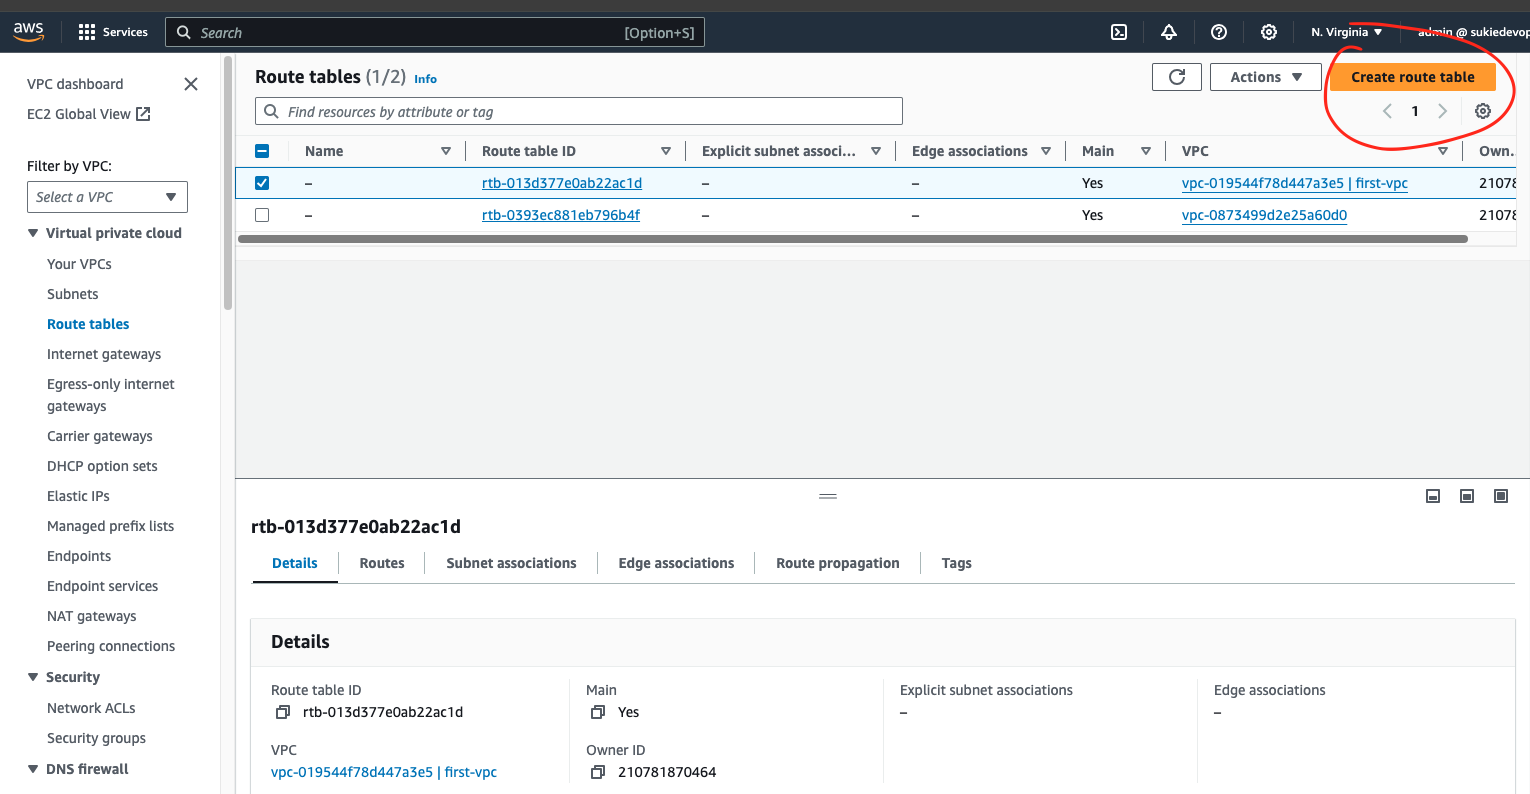 aws Services Search [Option+S] N. Virginia admin @ sukiedevop
VPC dashboard
EC2 Global View
Filter by VPC:
Select a VPC
Virtual private cloud
Your VPCs
Subnets
Route tables
Internet gateways
Egress-only internet
gateways
Carrier gateways
DHCP option sets
Elastic IPs
Managed prefix lists
Endpoints
Endpoint services
NAT gateways
Peering connections
Security
Network ACLs
Security groups
DNS firewall
Route tables (1/2) Info Actions Create route table
Find resources by attribute or tag 1
Name Route table ID Explicit subnet associ... Edge associations Main VPC Own...
– rtb-013d377e0ab22ac1d – – Yes vpc-019544f78d447a3e5 | first-vpc 21078
– rtb-0393ec881eb796b4f – – Yes vpc-0873499d2e25a60d0 21078
rtb-013d377e0ab22ac1d
Details Routes Subnet associations Edge associations Route propagation Tags
Details
Route table ID Main Explicit subnet associations Edge associations
rtb-013d377e0ab22ac1d Yes – –
VPC Owner ID
vpc-019544f78d447a3e5 | first-vpc 210781870464